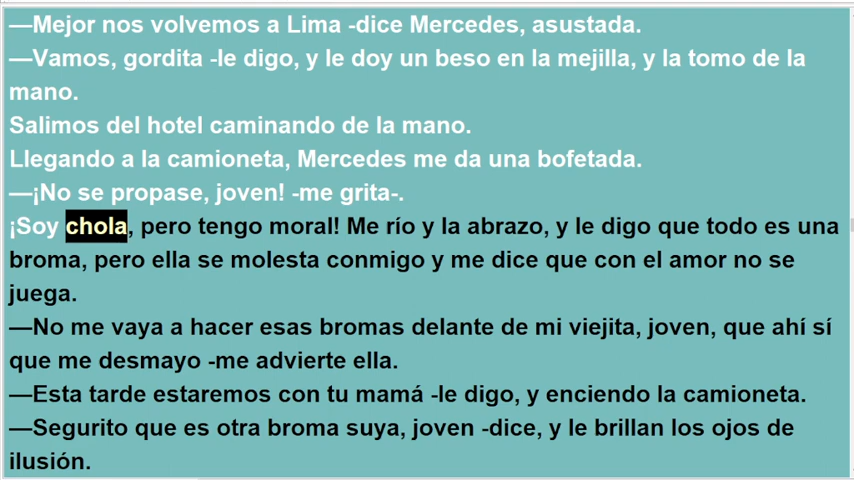 —Mejor nos volvemos a Lima -dice Mercedes, asustada.
—Vamos, gordita -le digo, y le doy un beso en la mejilla, y la tomo de la
mano.
Salimos del hotel caminando de la mano.
Llegando a la camioneta, Mercedes me da una bofetada.
—¡No se propase, joven! -me grita-.
¡Soy chola, pero tengo moral! Me río y la abrazo, y le digo que todo es una
broma, pero ella se molesta conmigo y me dice que con el amor no se
juega.
—No me vaya a hacer esas bromas delante de mi viejita, joven, que ahí sí
que me desmayo -me advierte ella.
—Esta tarde estaremos con tu mamá -le digo, y enciendo la camioneta.
—Segurito que es otra broma suya, joven -dice, y le brillan los ojos de
ilusión.